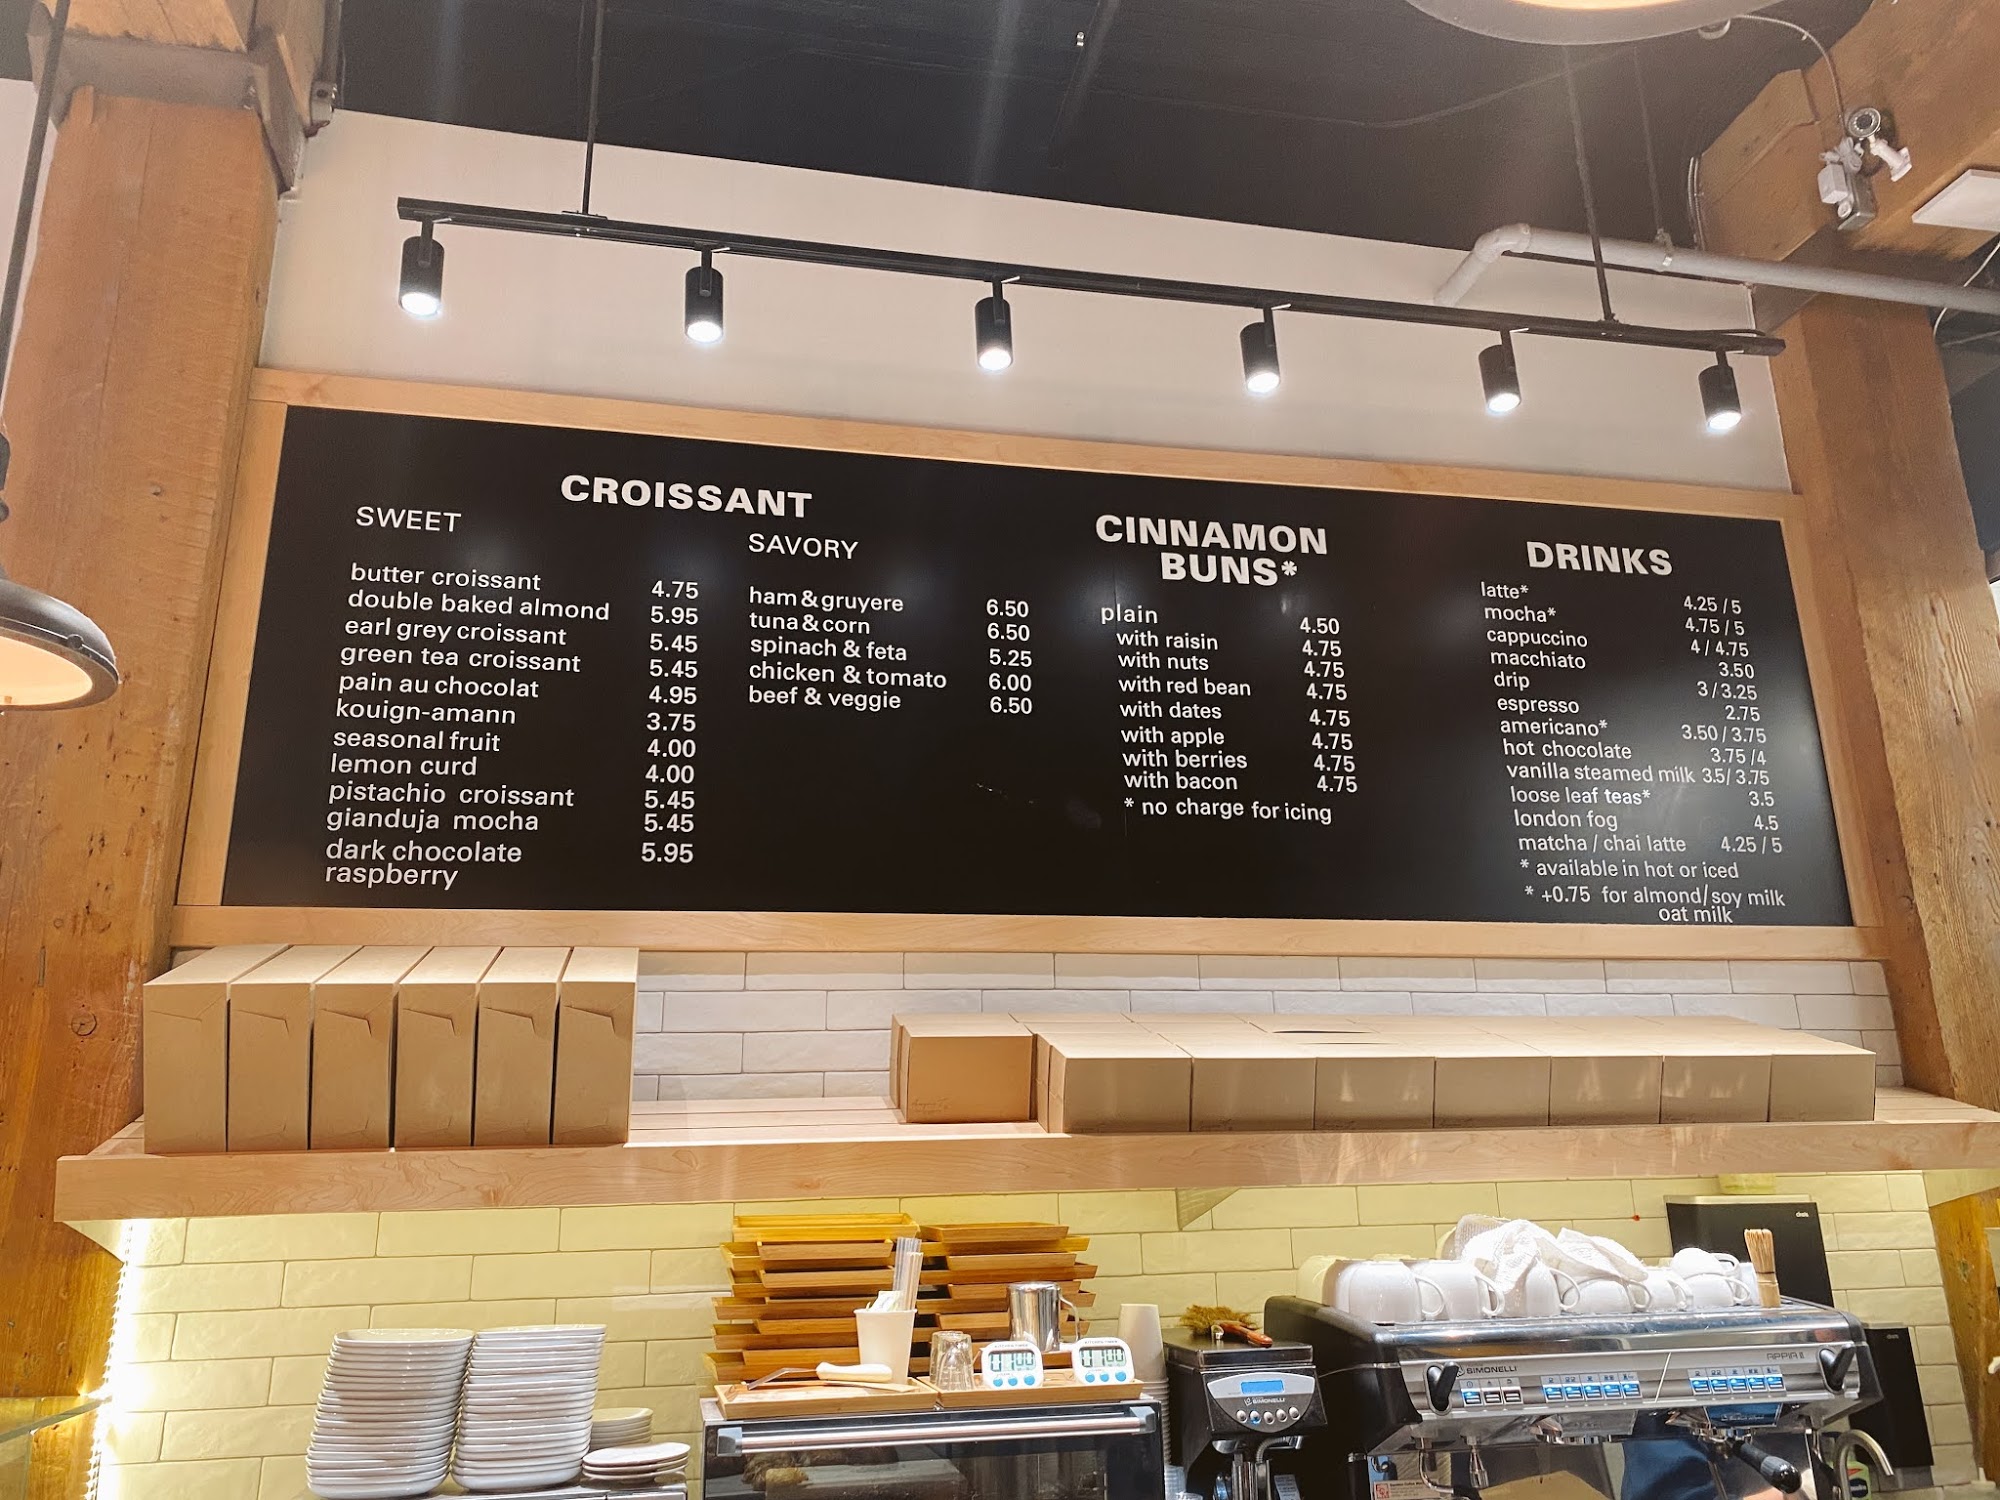 CROISSANT
SWEET
butter croissant 4.75
double baked almond 5.95
earl grey croissant 5.45
green tea croissant 5.45
pain au chocolat 4.95
kouign-amann 3.75
seasonal fruit 4.00
lemon curd 4.00
pistachio croissant 5.45
gianduja mocha 5.45
dark chocolate 5.95
raspberry
SAVORY
ham & gruyere 6.50
tuna & corn 6.50
spinach & feta 5.25
chicken & tomato 6.00
beef & veggie 6.50
CINNAMON
BUNS*
plain 4.50
with raisin 4.75
with nuts 4.75
with red bean 4.75
with dates 4.75
with apple 4.75
with berries 4.75
with bacon 4.75
* no charge for icing
DRINKS
latte* 4.25 / 5
mocha* 4.75 / 5
cappuccino 4 / 4.75
macchiato 3.50
drip 3 / 3.25
espresso 2.75
americano* 3.50 / 3.75
hot chocolate 3.75 /4
vanilla steamed milk 3.5/ 3.75
loose leaf teas* 3.5
london fog 4.5
matcha / chai latte 4.25 / 5
* available in hot or iced
* +0.75 for almond/soy milk
oat milk
SIMONELLI
APPIA II
SIMONELLI